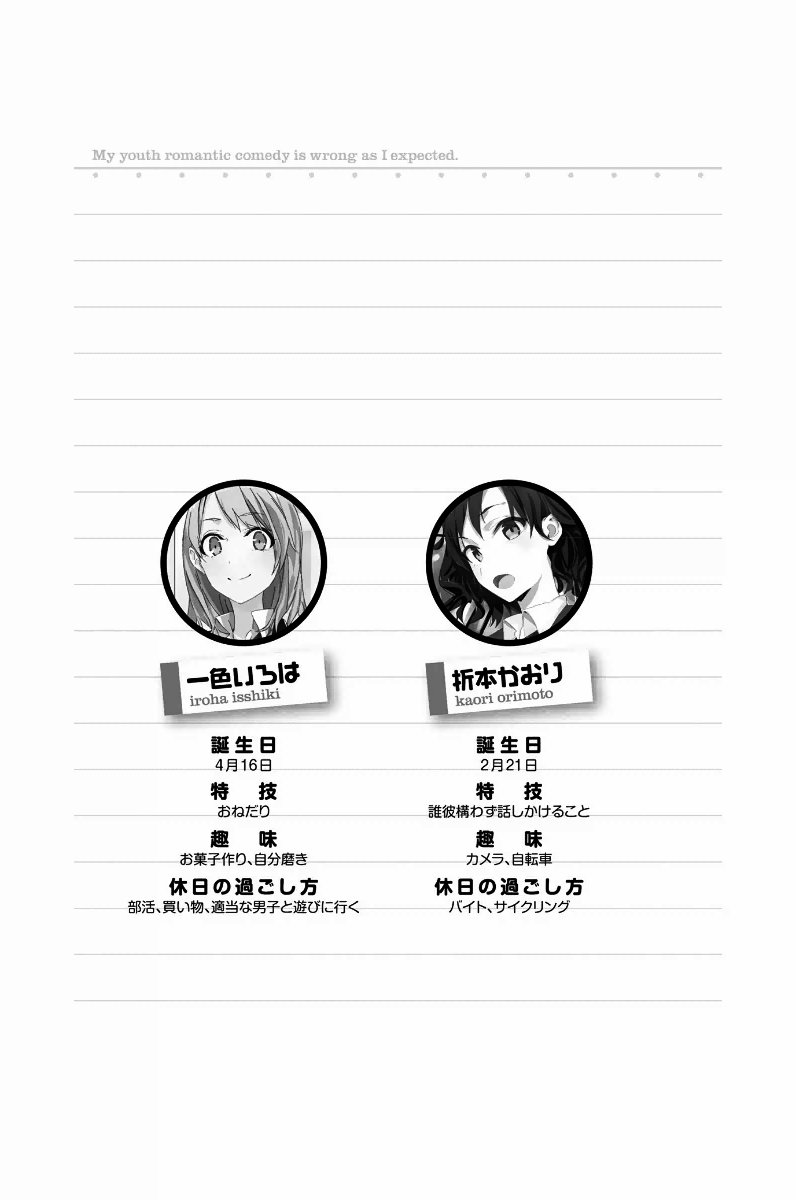 My youth romantic comedy is wrong as I expected.
一色いろは
iroha isshiki
誕生日
4月16日
特 技
おねだり
趣 味
お菓子作り、自分磨き
休日の過ごし方
部活、買い物、適当な男子と遊びに行く
折本かおり
kaori orimoto
誕生日
2月21日
特 技
誰彼構わず話しかけること
趣 味
カメラ、自転車
休日の過ごし方
バイト、サイクリング